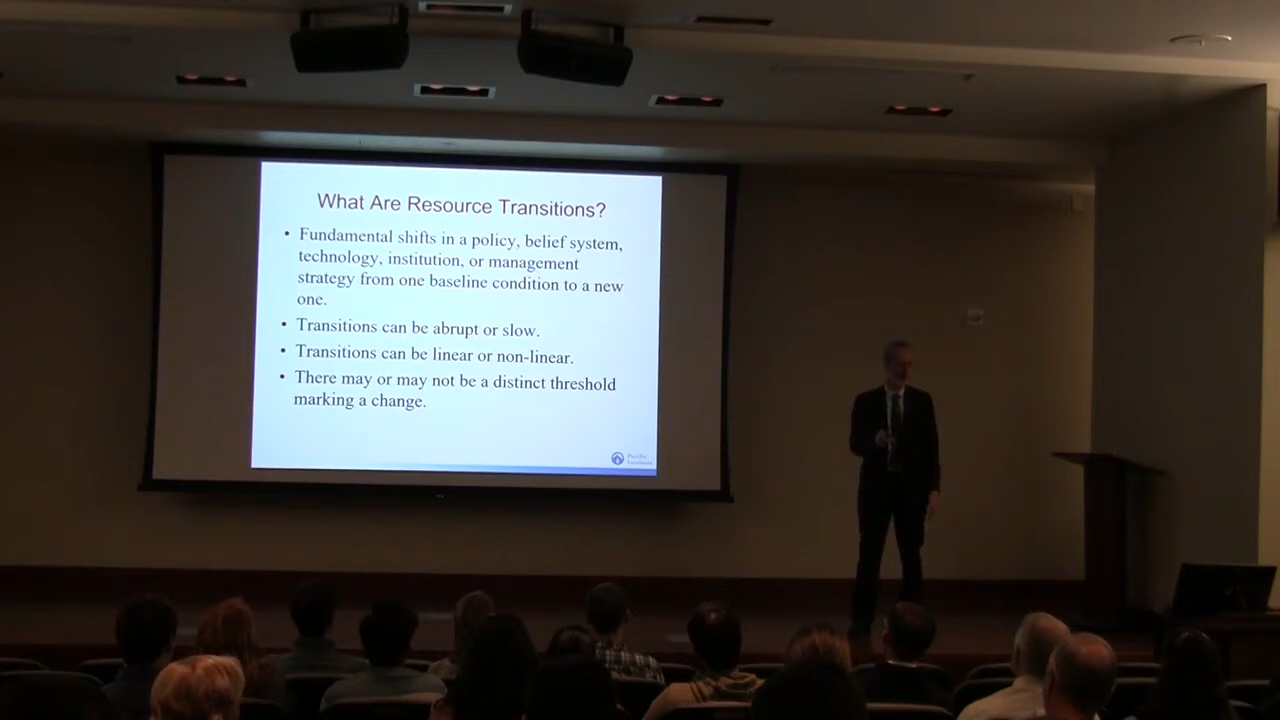 What Are Resource Transitions?
• Fundamental shifts in a policy, belief system,
technology, institution, or management
strategy from one baseline condition to a new
one.
• Transitions can be abrupt or slow.
• Transitions can be linear or non-linear.
• There may or may not be a distinct threshold
marking a change.
Pacific
Institute